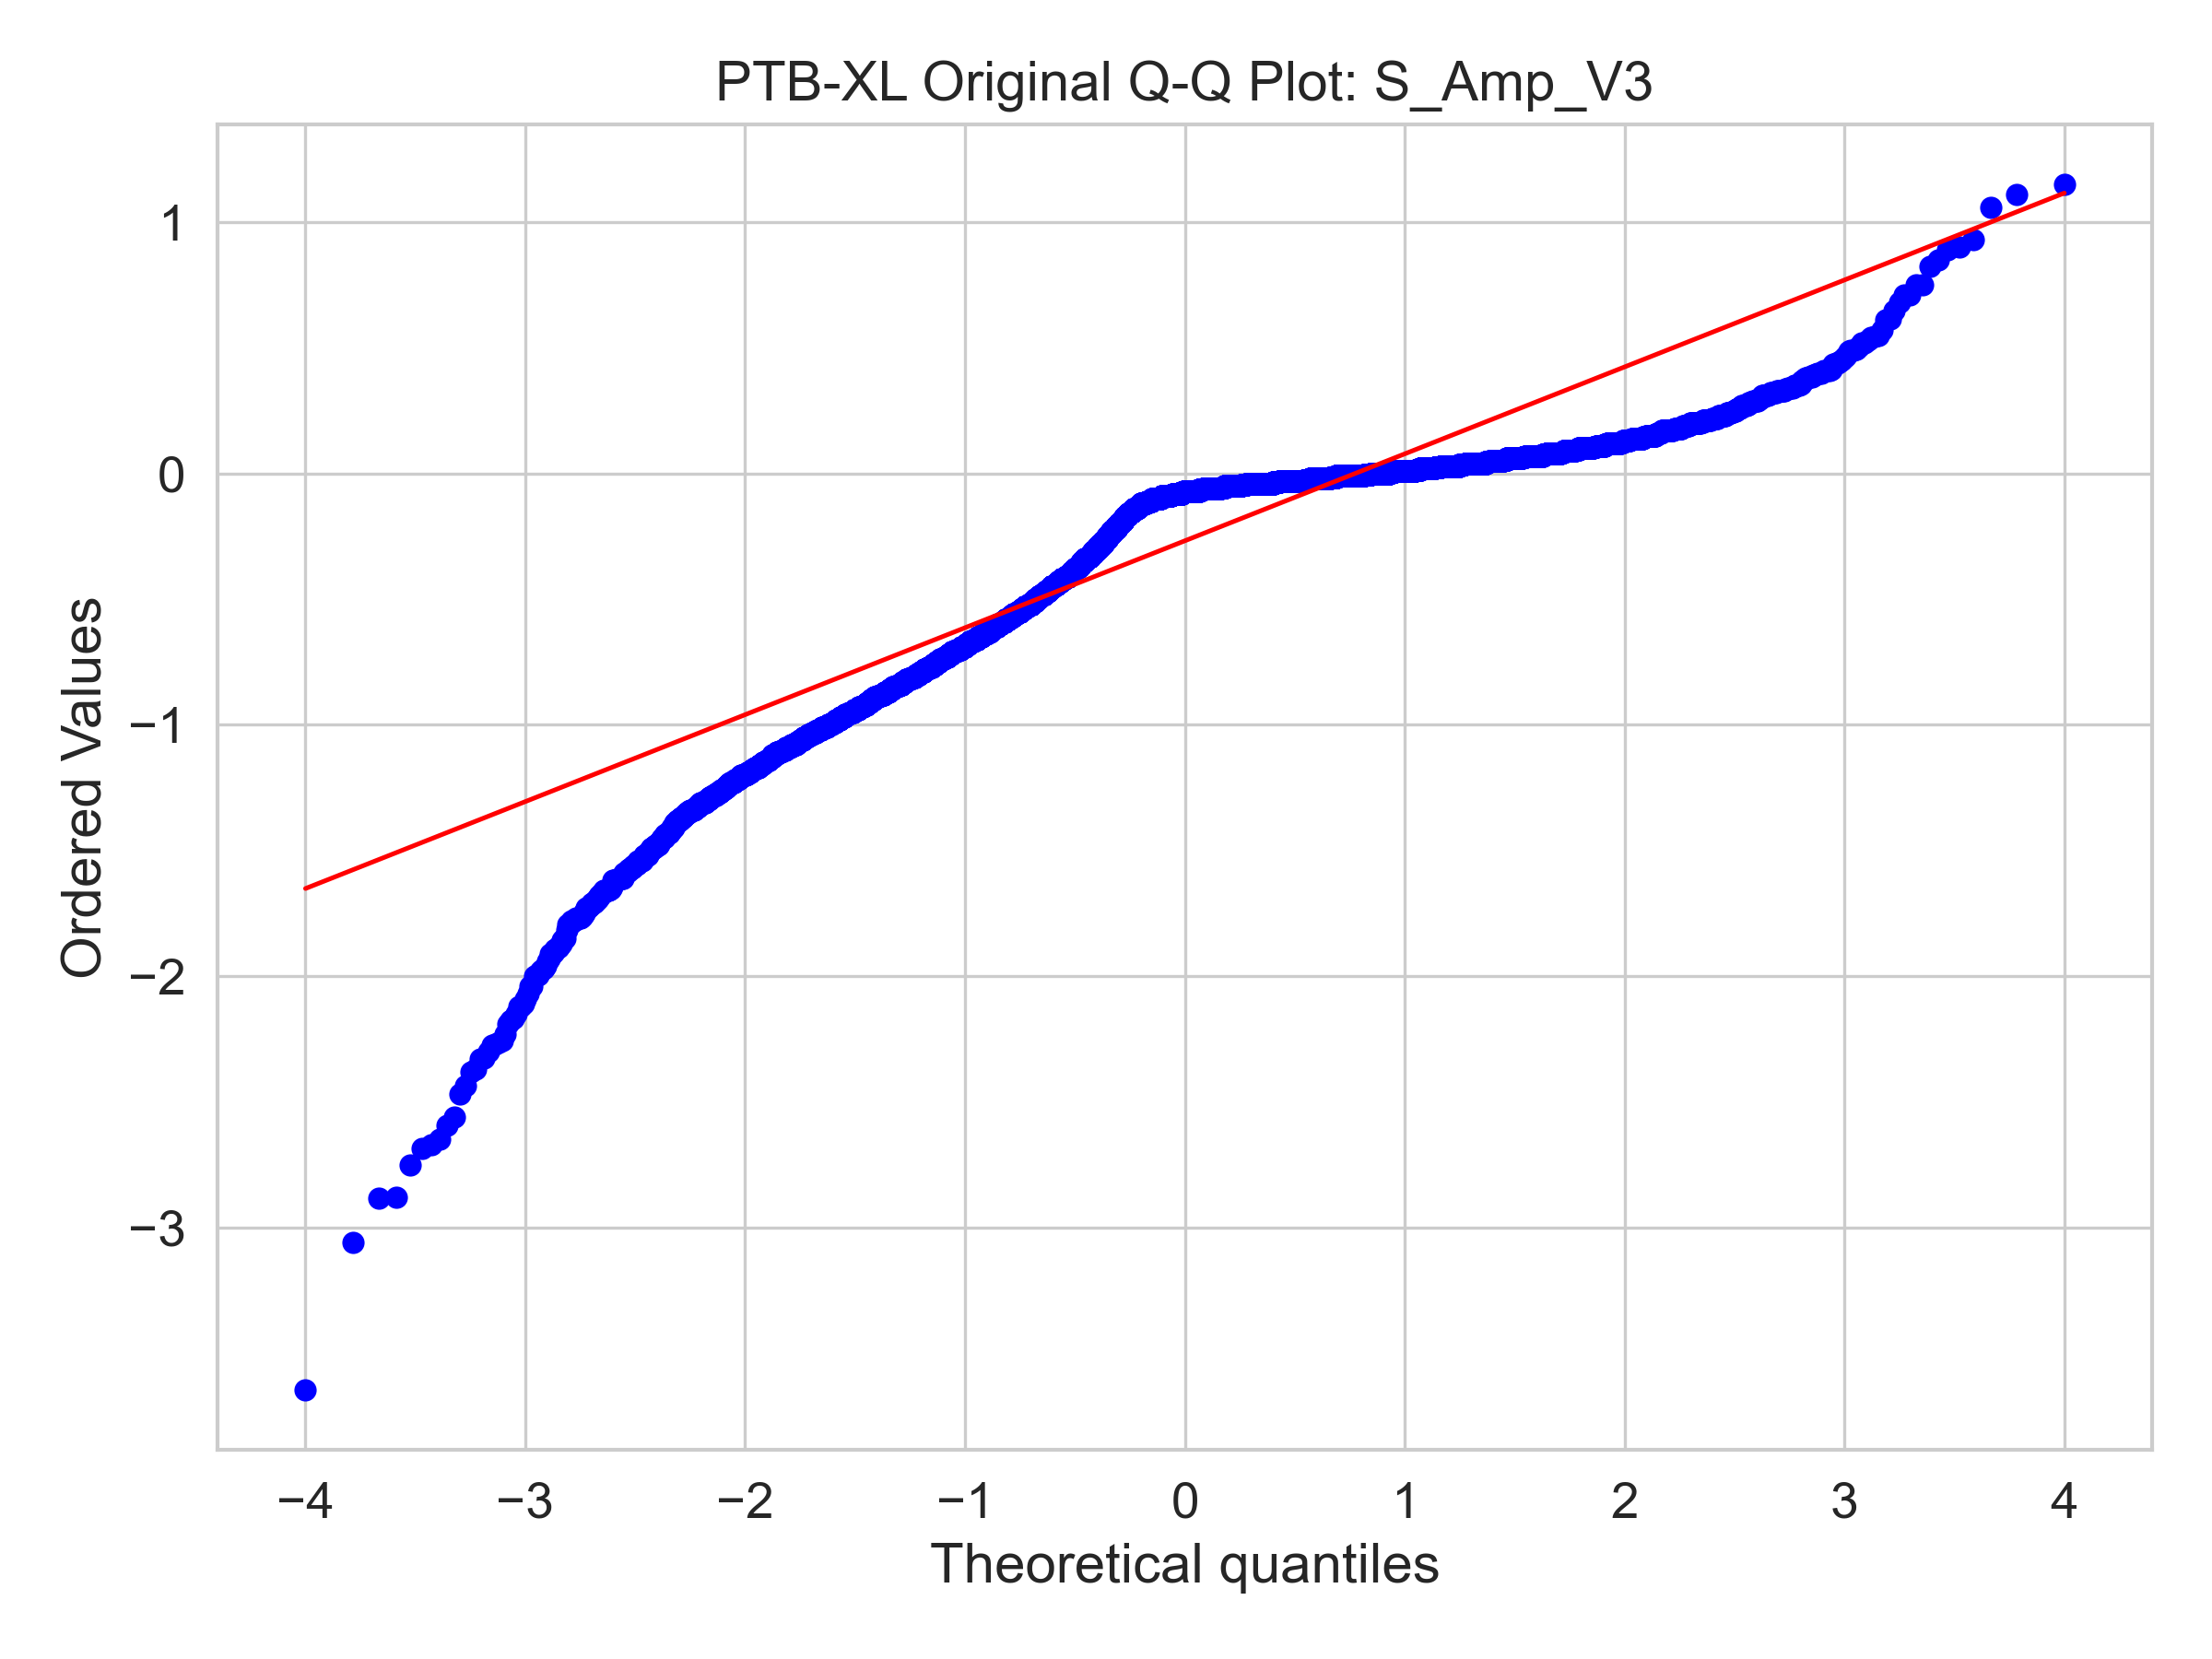 PTB-XL Original Q-Q Plot: S_Amp_V3
1
0
−1
−2
−3
Ordered Values
−4 −3 −2 −1 0 1 2 3 4
Theoretical quantiles